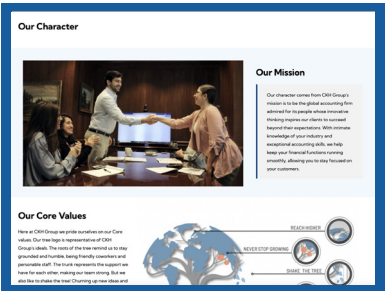 Our Character
Our Mission
Our character comes from CKH Group's
mission is to be the global accounting firm
admired for its people whose innovative
thinking inspires our clients to succeed
beyond their expectations. With intimate
knowledge of your industry and
exceptional accounting skills, we help
keep your financial functions running
smoothly, allowing you to stay focused on
your customers.
Our Core Values
Here at CKH Group we pride ourselves on our Core
values. Our tree logo is representative of CKH
Group's ideals. The roots of the tree remind us to stay
grounded and humble, being friendly coworkers and
personable staff. The trunk represents the support we
have for each other, making our team strong. But we
also like to shake the tree! Churning up new ideas and
REACH HIGHER
NEVER STOP GROWING
SHAKE THE TREE